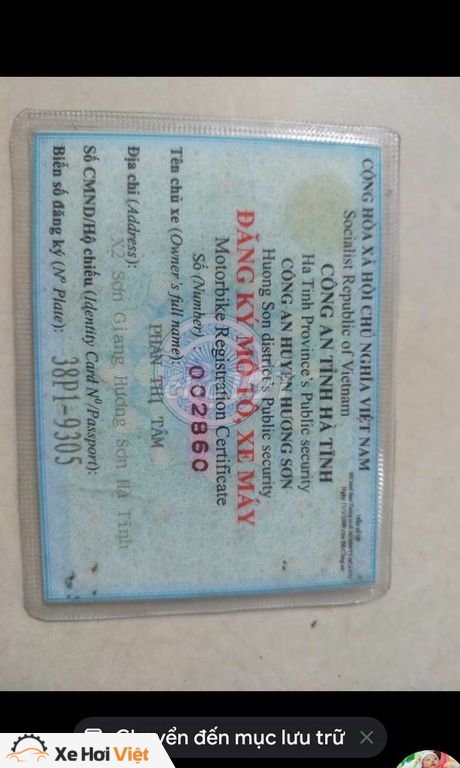 CỘNG HÒA XÃ HỘI CHỦ NGHĨA VIỆT NAM
Socialist Republic of Vietnam
CÔNG AN TỈNH HÀ TĨNH
Ha Tinh Province's Public security
CÔNG AN HUYỆN HƯƠNG SƠN
Huong Son district's Public security
ĐĂNG KÝ MÔ TÔ, XE MÁY
Motorbike Registration Certificate
Số (Number): 002860
Tên chủ xe (Owner's full name):
PHAN THỊ TÂM
Địa chỉ (Address):
X2 Sơn Giang Hương Sơn Hà Tĩnh
Số CMND/Hộ chiếu (Identity Card Nº/Passport):
Biển số đăng ký (Nº Plate): 38P1-9305
Chuyển đến mục lưu trữ
Xe Hơi Việt